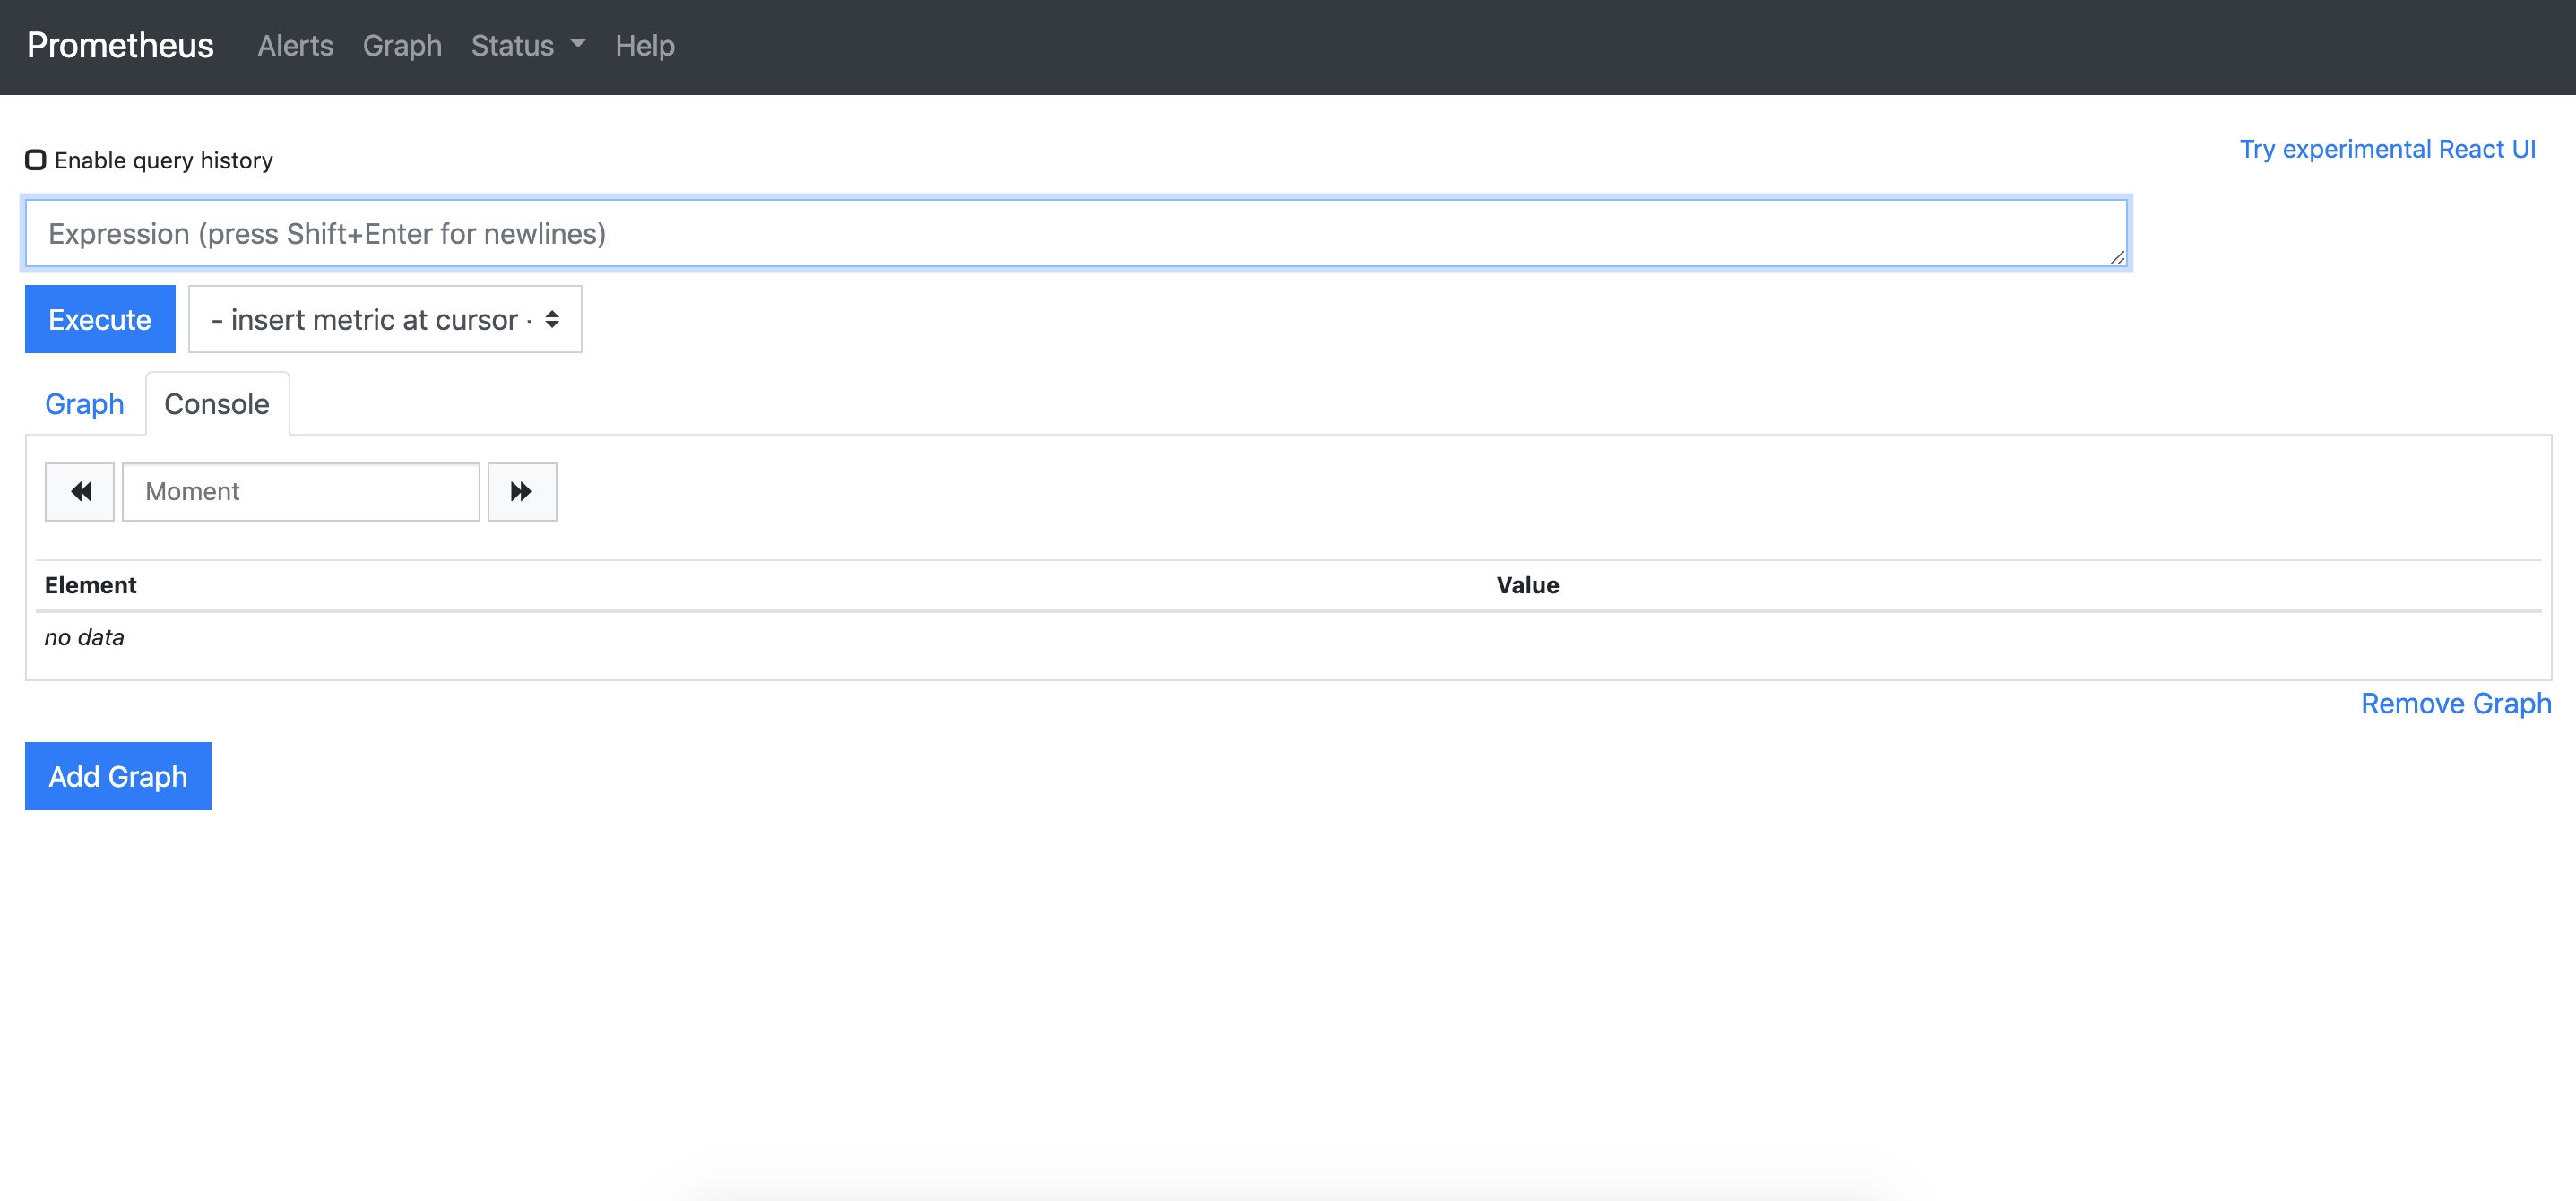 Prometheus Alerts Graph Status Help
Enable query history
Try experimental React UI
Expression (press Shift+Enter for newlines)
Execute - insert metric at cursor -
Graph Console
Moment
Element Value
no data
Remove Graph
Add Graph